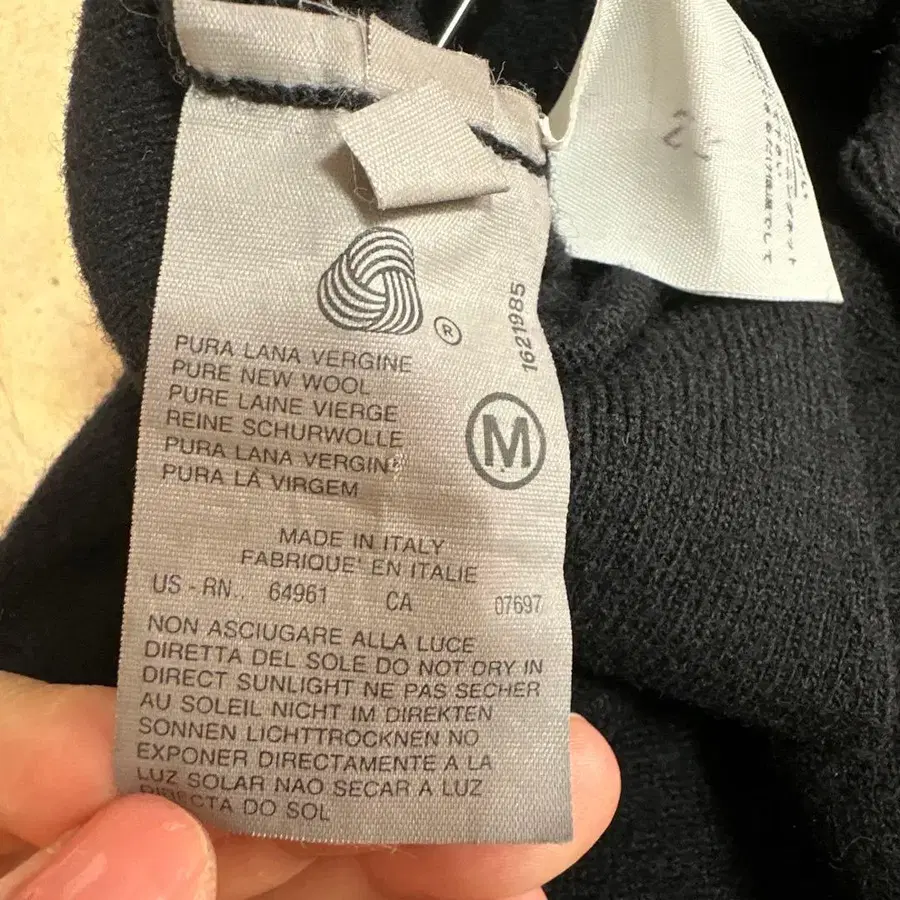 ®
1621985
PURA LANA VERGINE
PURE NEW WOOL
PURE LAINE VIERGE
REINE SCHURWOLLE
PURA LANA VERGINE
PURA LÀ VIRGEM
M
MADE IN ITALY
FABRIQUE' EN ITALIE
US - RN.. 64961 CA 07697
NON ASCIUGARE ALLA LUCE
DIRETTA DEL SOLE DO NOT DRY IN
DIRECT SUNLIGHT NE PAS SECHER
AU SOLEIL NICHT IM DIREKTEN
SONNEN LICHTTROCKNEN NO
EXPONER DIRECTAMENTE A LA
LUZ SOLAR NAO SECAR A LUZ
DIRECTA DO SOL